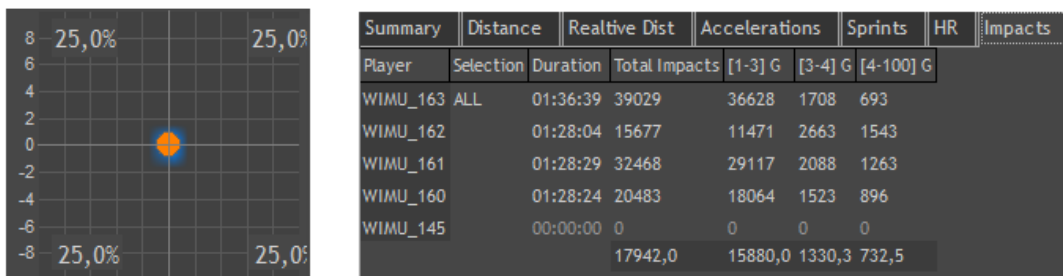 8 25,0% 25,0%
6
4
2
0
-2
-4
-6
-8 25,0% 25,0%
Summary Distance Realtive Dist Accelerations Sprints HR Impacts
Player Selection Duration Total Impacts [1-3] G [3-4] G [4-100] G
WIMU_163 ALL 01:36:39 39029 36628 1708 693
WIMU_162 01:28:04 15677 11471 2663 1543
WIMU_161 01:28:29 32468 29117 2088 1263
WIMU_160 01:28:24 20483 18064 1523 896
WIMU_145 00:00:00 0 0 0 0
17942,0 15880,0 1330,3 732,5